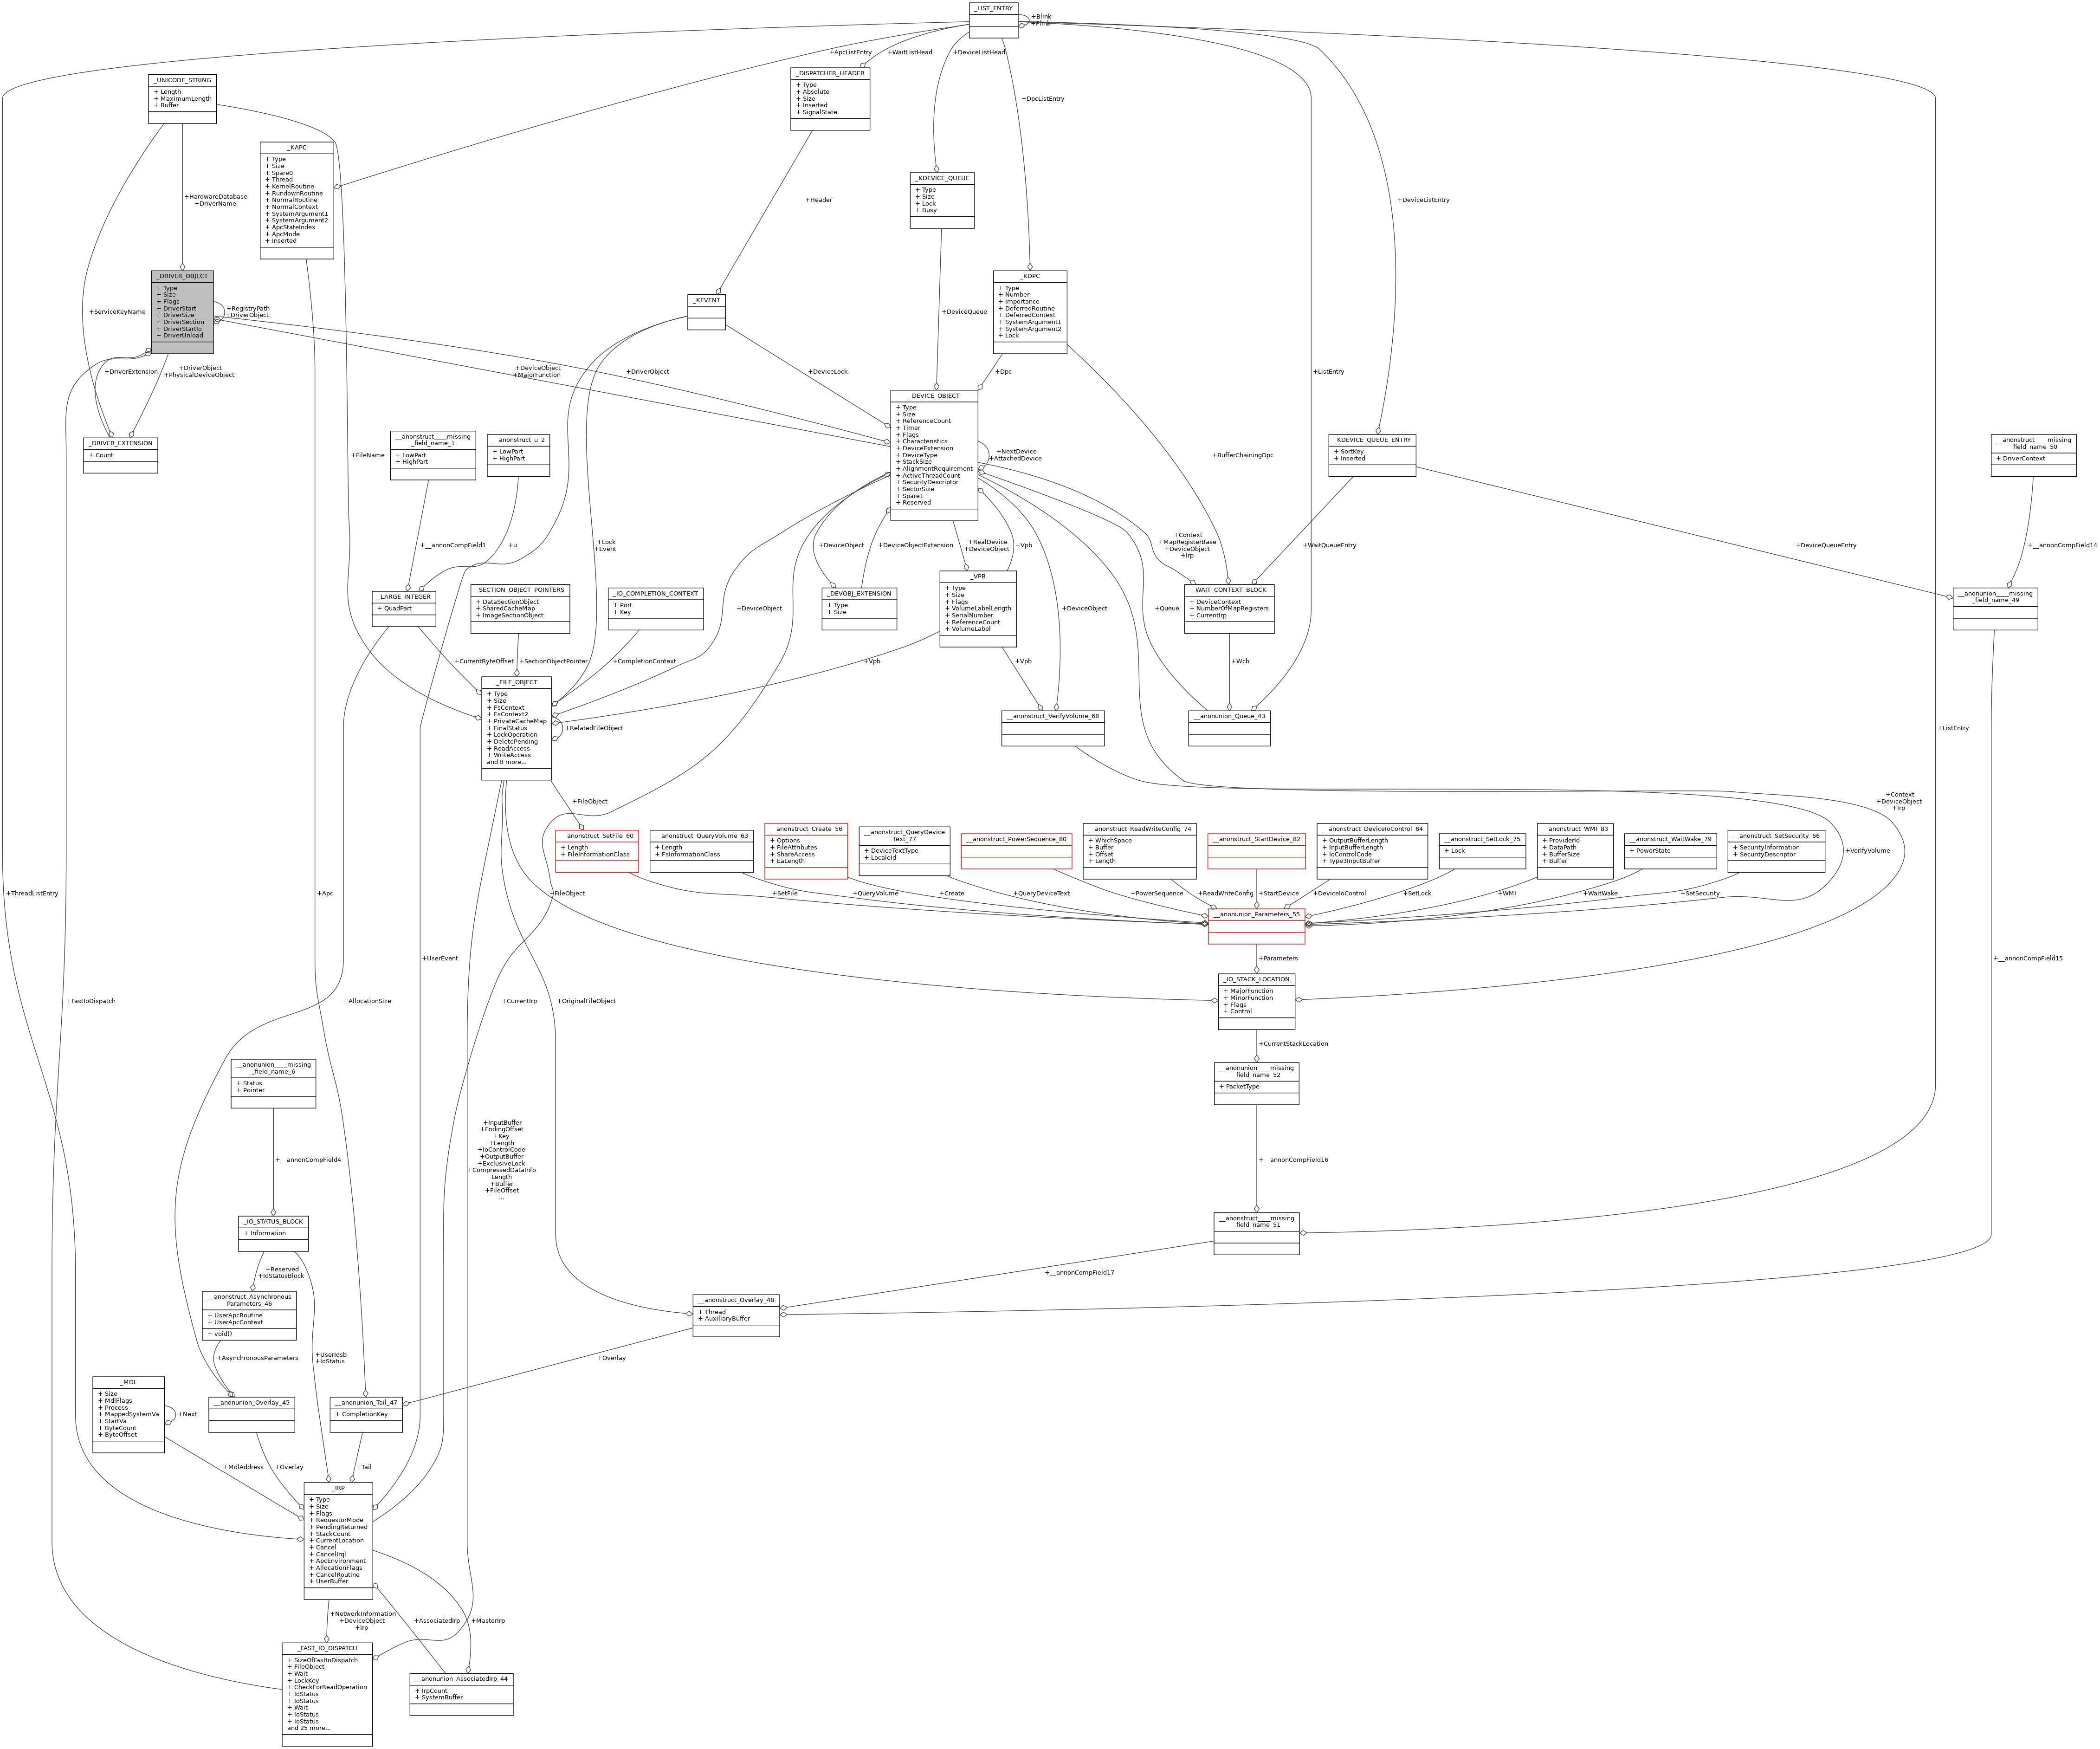 _LIST_ENTRY
+Blink
+Flink
+ApcListEntry
+WaitListHead
+DeviceListHead
_DISPATCHER_HEADER
+ Type
+ Absolute
+ Size
+ Inserted
+ SignalState
_UNICODE_STRING
+ Length
+ MaximumLength
+ Buffer
+DpcListEntry
_KAPC
+ Type
+ Size
+ Spare0
+ Thread
+ KernelRoutine
+ RundownRoutine
+ NormalRoutine
+ NormalContext
+ SystemArgument1
+ SystemArgument2
+ ApcStateIndex
+ ApcMode
+ Inserted
_KDEVICE_QUEUE
+ Type
+ Size
+ Lock
+ Busy
+HardwareDatabase
+DriverName
+Header
+DeviceListEntry
_DRIVER_OBJECT
+ Type
+ Size
+ Flags
+ DriverStart
+ DriverSize
+ DriverSection
+ DriverStartIo
+ DriverUnload
+RegistryPath
+DriverObject
+ServiceKeyName
_KEVENT
+DeviceQueue
_KDPC
+ Type
+ Number
+ Importance
+ DeferredRoutine
+ DeferredContext
+ SystemArgument1
+ SystemArgument2
+ Lock
+DriverExtension
+DriverObject
+PhysicalDeviceObject
+DeviceObject
+MajorFunction
+DriverObject
+DeviceLock
+Dpc
+ListEntry
_DEVICE_OBJECT
+ Type
+ Size
+ ReferenceCount
+ Timer
+ Flags
+ Characteristics
+ DeviceExtension
+ DeviceType
+ StackSize
+ AlignmentRequirement
+ ActiveThreadCount
+ SecurityDescriptor
+ SectorSize
+ Spare1
+ Reserved
+NextDevice
+AttachedDevice
_DRIVER_EXTENSION
+ Count
__anonstruct____missing
_field_name_1
+ LowPart
+ HighPart
__anonstruct_u_2
+ LowPart
+ HighPart
+FileName
+BufferChainingDpc
_KDEVICE_QUEUE_ENTRY
+ SortKey
+ Inserted
__anonstruct____missing
_field_name_50
+ DriverContext
+__annonCompField1
+u
+Lock
+Event
+DeviceObject
+DeviceObjectExtension
+RealDevice
+DeviceObject
+Vpb
+Context
+MapRegisterBase
+DeviceObject
+Irp
+WaitQueueEntry
+DeviceQueueEntry
+__annonCompField14
_LARGE_INTEGER
+ QuadPart
_SECTION_OBJECT_POINTERS
+ DataSectionObject
+ SharedCacheMap
+ ImageSectionObject
_IO_COMPLETION_CONTEXT
+ Port
+ Key
+DeviceObject
_DEVOBJ_EXTENSION
+ Type
+ Size
_VPB
+ Type
+ Size
+ Flags
+ VolumeLabelLength
+ SerialNumber
+ ReferenceCount
+ VolumeLabel
+DeviceObject
+Queue
_WAIT_CONTEXT_BLOCK
+ DeviceContext
+ NumberOfMapRegisters
+ CurrentIrp
__anonunion____missing
_field_name_49
+CurrentByteOffset
+SectionObjectPointer
+CompletionContext
+Vpb
+Vpb
+Wcb
_FILE_OBJECT
+ Type
+ Size
+ FsContext
+ FsContext2
+ PrivateCacheMap
+ FinalStatus
+ LockOperation
+ DeletePending
+ ReadAccess
+ WriteAccess
and 8 more...
+RelatedFileObject
__anonstruct_VerifyVolume_68
__anonunion_Queue_43
+ListEntry
+FileObject
+Context
+DeviceObject
+Irp
__anonstruct_SetFile_60
+ Length
+ FileInformationClass
__anonstruct_QueryVolume_63
+ Length
+ FsInformationClass
__anonstruct_Create_56
+ Options
+ FileAttributes
+ ShareAccess
+ EaLength
__anonstruct_QueryDevice
Text_77
+ DeviceTextType
+ LocaleId
__anonstruct_PowerSequence_80
__anonstruct_ReadWriteConfig_74
+ WhichSpace
+ Buffer
+ Offset
+ Length
__anonstruct_StartDevice_82
__anonstruct_DeviceIoControl_64
+ OutputBufferLength
+ InputBufferLength
+ IoControlCode
+ Type3InputBuffer
__anonstruct_SetLock_75
+ Lock
__anonstruct_WMI_83
+ ProviderId
+ DataPath
+ BufferSize
+ Buffer
__anonstruct_WaitWake_79
+ PowerState
__anonstruct_SetSecurity_66
+ SecurityInformation
+ SecurityDescriptor
+VerifyVolume
+ThreadListEntry
+Apc
+FileObject
+SetFile
+QueryVolume
+Create
+QueryDeviceText
+PowerSequence
+ReadWriteConfig
+StartDevice
+DeviceIoControl
+SetLock
+WMI
+WaitWake
+SetSecurity
__anonunion_Parameters_55
+UserEvent
+Parameters
+__annonCompField15
_IO_STACK_LOCATION
+ MajorFunction
+ MinorFunction
+ Flags
+ Control
+FastIoDispatch
+AllocationSize
+CurrentIrp
+OriginalFileObject
+CurrentStackLocation
__anonunion____missing
_field_name_6
+ Status
+ Pointer
__anonunion____missing
_field_name_52
+ PacketType
+InputBuffer
+EndingOffset
+Key
+Length
+IoControlCode
+OutputBuffer
+ExclusiveLock
+CompressedDataInfo
Length
+Buffer
+FileOffset
...
+__annonCompField4
+__annonCompField16
_IO_STATUS_BLOCK
+ Information
__anonstruct____missing
_field_name_51
+Reserved
+IoStatusBlock
+__annonCompField17
__anonstruct_Asynchronous
Parameters_46
+ UserApcRoutine
+ UserApcContext
+ void()
__anonstruct_Overlay_48
+ Thread
+ AuxiliaryBuffer
+AsynchronousParameters
+UserIosb
+IoStatus
+Overlay
_MDL
+ Size
+ MdlFlags
+ Process
+ MappedSystemVa
+ StartVa
+ ByteCount
+ ByteOffset
+Next
__anonunion_Overlay_45
__anonunion_Tail_47
+ CompletionKey
+MdlAddress
+Overlay
+Tail
_IRP
+ Type
+ Size
+ Flags
+ RequestorMode
+ PendingReturned
+ StackCount
+ CurrentLocation
+ Cancel
+ CancelIrql
+ ApcEnvironment
+ AllocationFlags
+ CancelRoutine
+ UserBuffer
+NetworkInformation
+DeviceObject
+Irp
+AssociatedIrp
+MasterIrp
_FAST_IO_DISPATCH
+ SizeOfFastIoDispatch
+ FileObject
+ Wait
+ LockKey
+ CheckForReadOperation
+ IoStatus
+ IoStatus
+ Wait
+ IoStatus
+ IoStatus
and 25 more...
__anonunion_AssociatedIrp_44
+ IrpCount
+ SystemBuffer